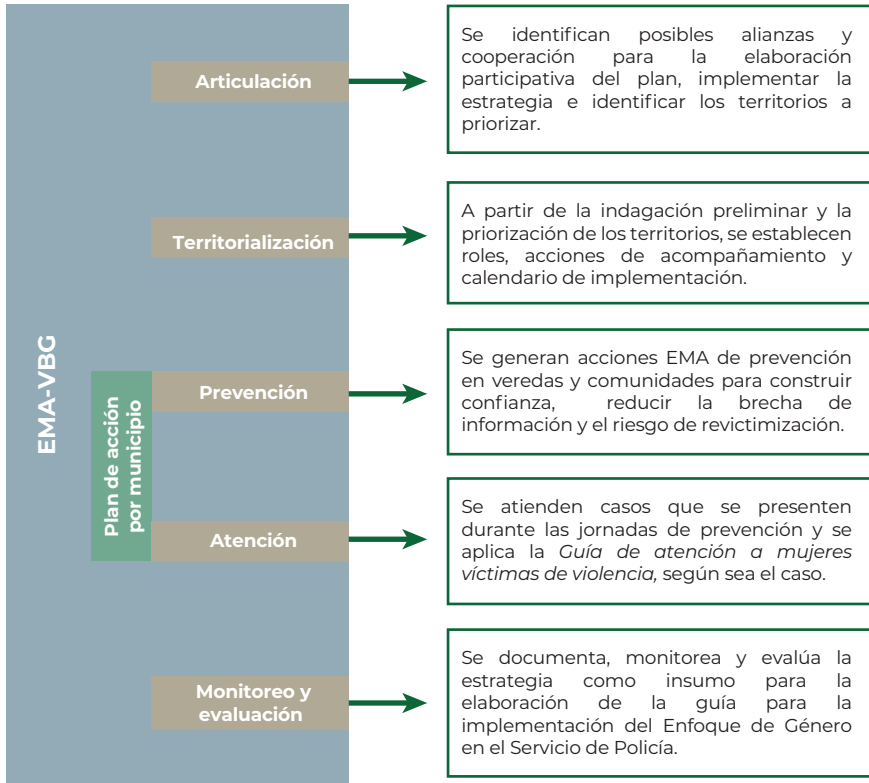 EMA-VBG
Plan de acción
por municipio
Articulación
Se identifican posibles alianzas y
cooperación para la elaboración
participativa del plan, implementar la
estrategia e identificar los territorios a
priorizar.
Territorialización
A partir de la indagación preliminar y la
priorización de los territorios, se establecen
roles, acciones de acompañamiento y
calendario de implementación.
Prevención
Se generan acciones EMA de prevención
en veredas y comunidades para construir
confianza, reducir la brecha de
información y el riesgo de revictimización.
Atención
Se atienden casos que se presenten
durante las jornadas de prevención y se
aplica la Guía de atención a mujeres
víctimas de violencia, según sea el caso.
Monitoreo y
evaluación
Se documenta, monitorea y evalúa la
estrategia como insumo para la
elaboración de la guía para la
implementación del Enfoque de Género
en el Servicio de Policía.